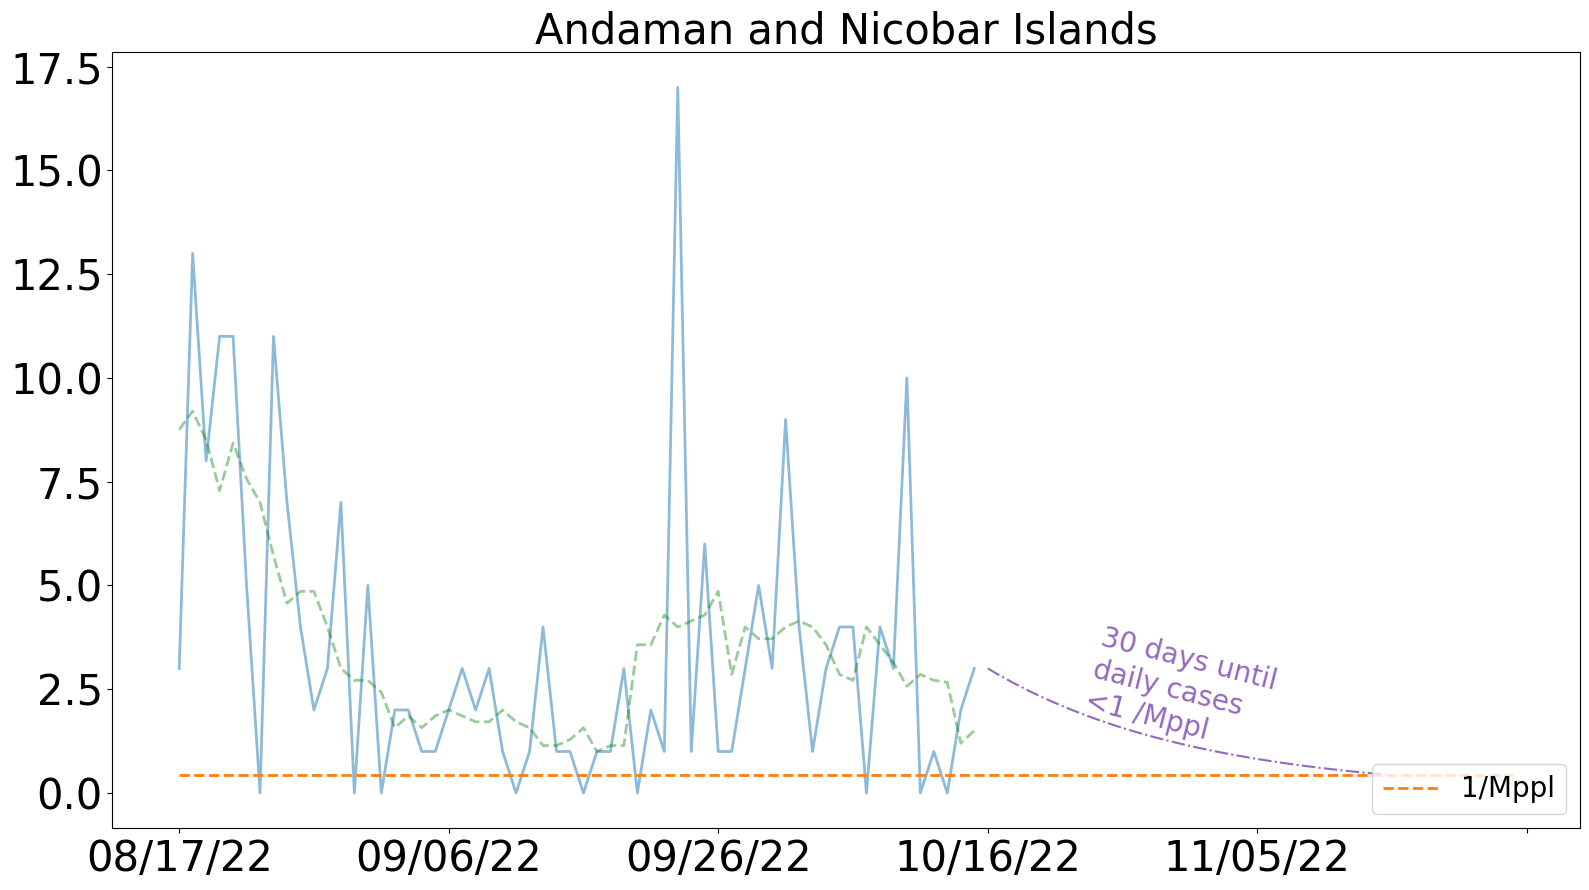 Andaman and Nicobar Islands
17.5
15.0
12.5
10.0
7.5
5.0
2.5
0.0
30 days until
daily cases
<1 /Mppl
1/Mppl
08/17/22
09/06/22
09/26/22
10/16/22
11/05/22